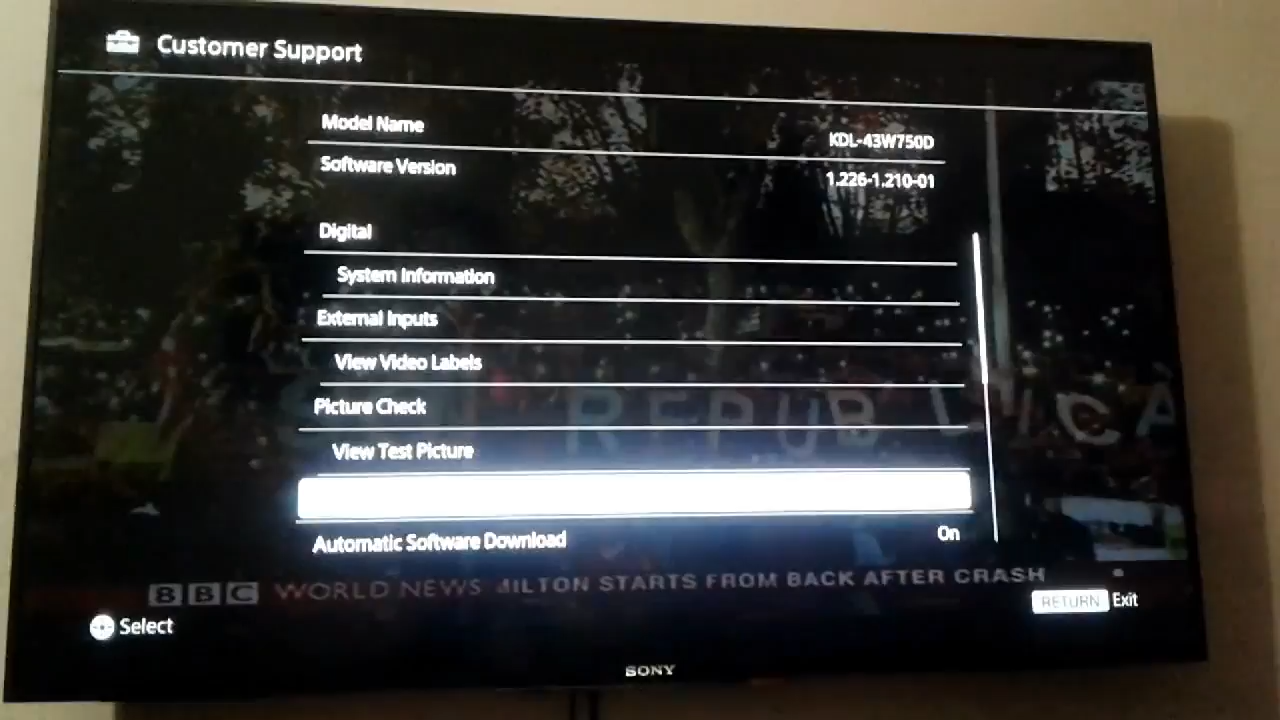 Customer Support
Model Name
KDL-43W750D
Software Version
1.226-1.210-01
Digital
System Information
External Inputs
View Video Labels
Picture Check
REPUBLICA
View Test Picture
Automatic Software Download
On
BBC WORLD NEWS MILTON STARTS FROM BACK AFTER CRASH
RETURN Exit
Select
SONY